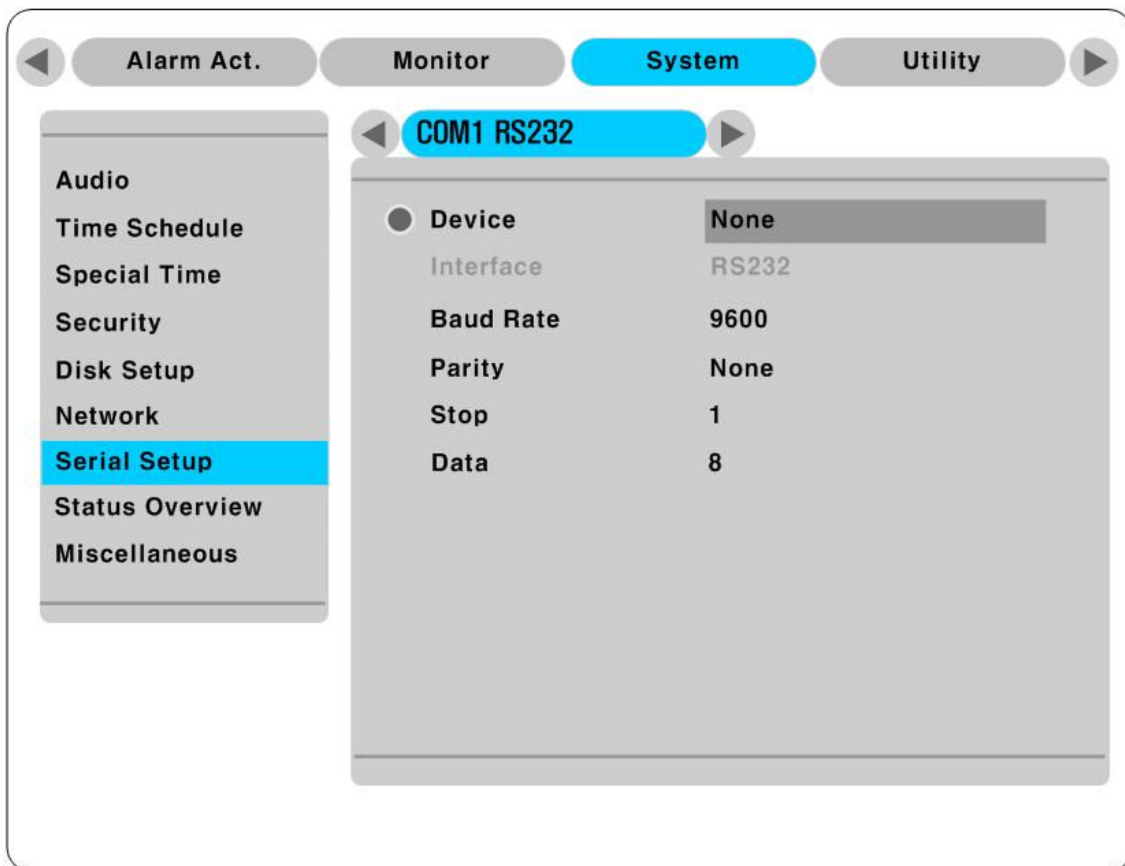 Alarm Act. Monitor System Utility
COM1 RS232
Audio
Time Schedule
Special Time
Security
Disk Setup
Network
Serial Setup
Status Overview
Miscellaneous
Device None
Interface RS232
Baud Rate 9600
Parity None
Stop 1
Data 8